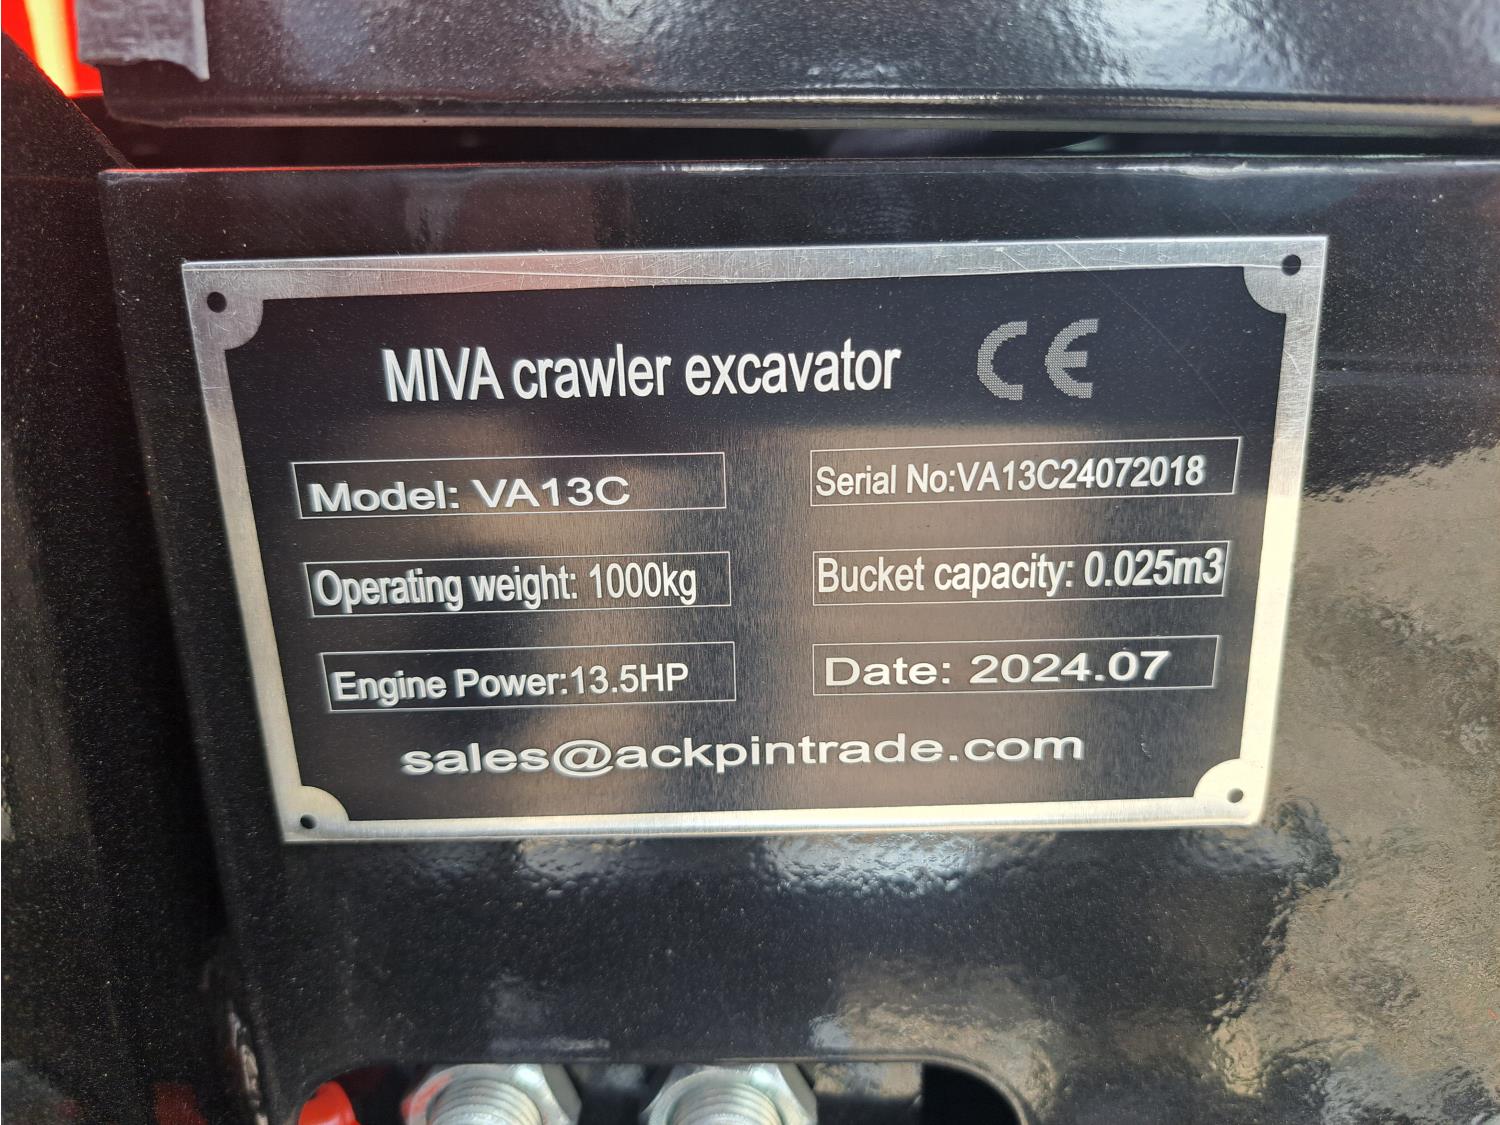 MIVA crawler excavator CE
Model: VA13C
Serial No:VA13C24072018
Operating weight: 1000kg
Bucket capacity: 0.025m3
Engine Power:13.5HP
Date: 2024.07
sales@ackpintrade.com